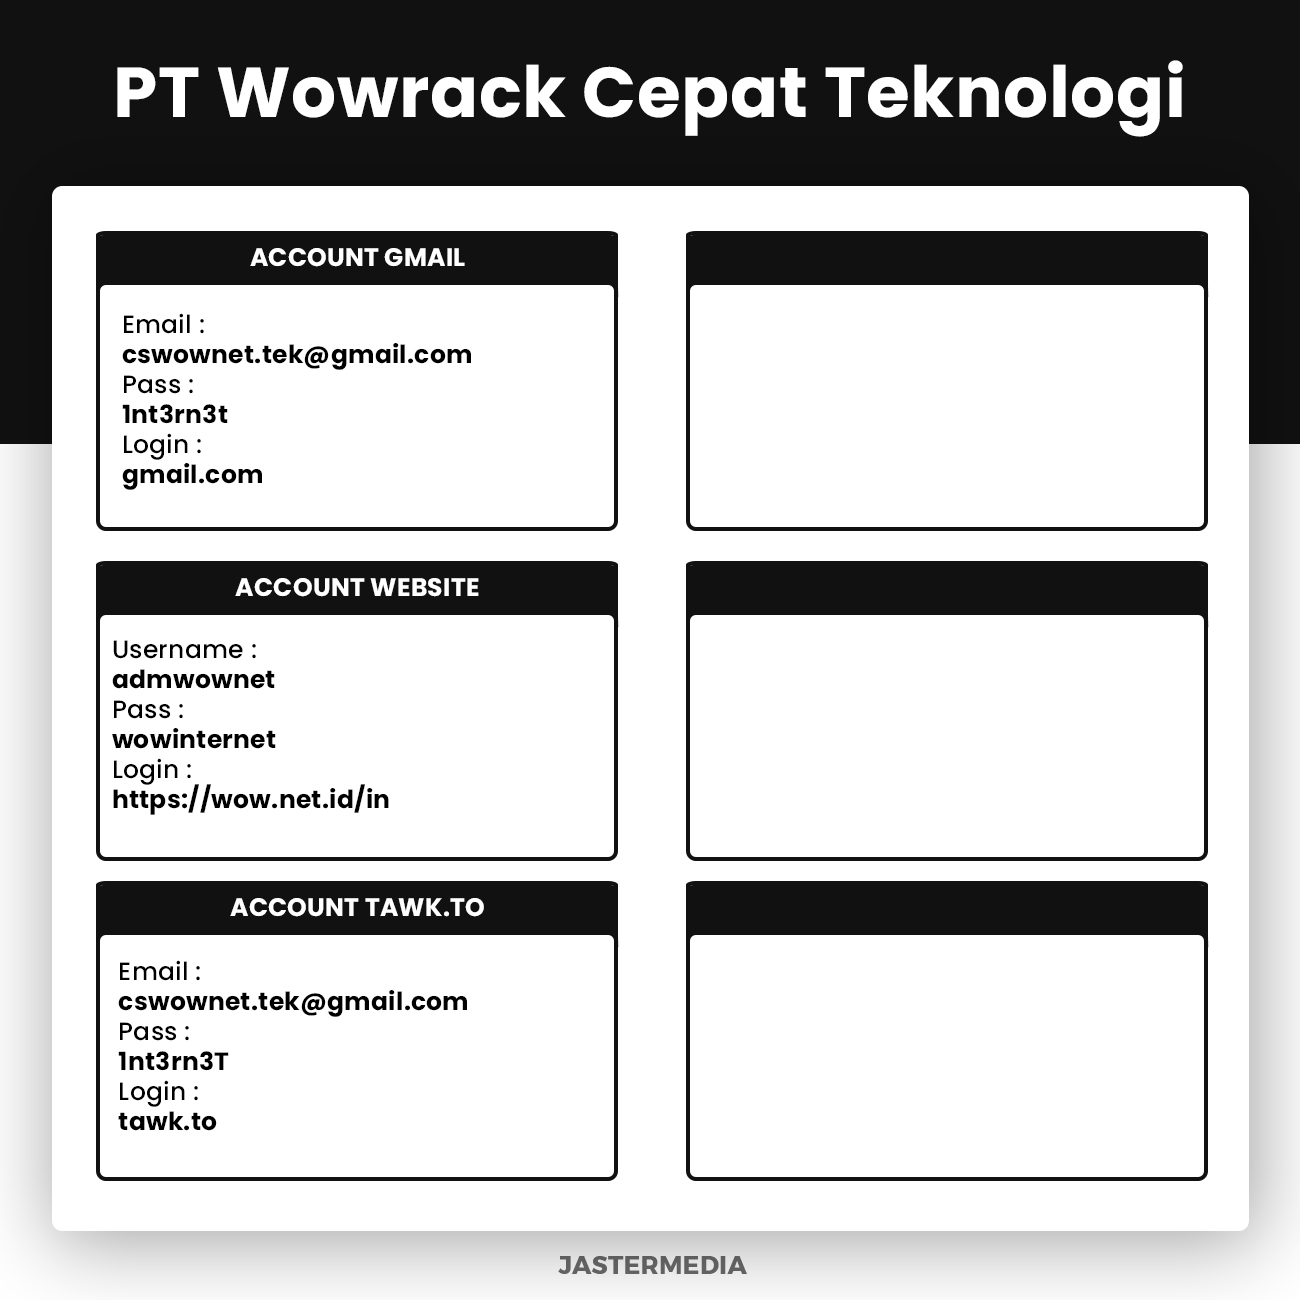 PT Wowrack Cepat Teknologi
ACCOUNT GMAIL
Email :
cswownet.tek@gmail.com
Pass :
1nt3rn3t
Login :
gmail.com
ACCOUNT WEBSITE
Username :
admwownet
Pass :
wowinternet
Login :
https://wow.net.id/in
ACCOUNT TAWK.TO
Email :
cswownet.tek@gmail.com
Pass :
1nt3rn3T
Login :
tawk.to
JASTERMEDIA